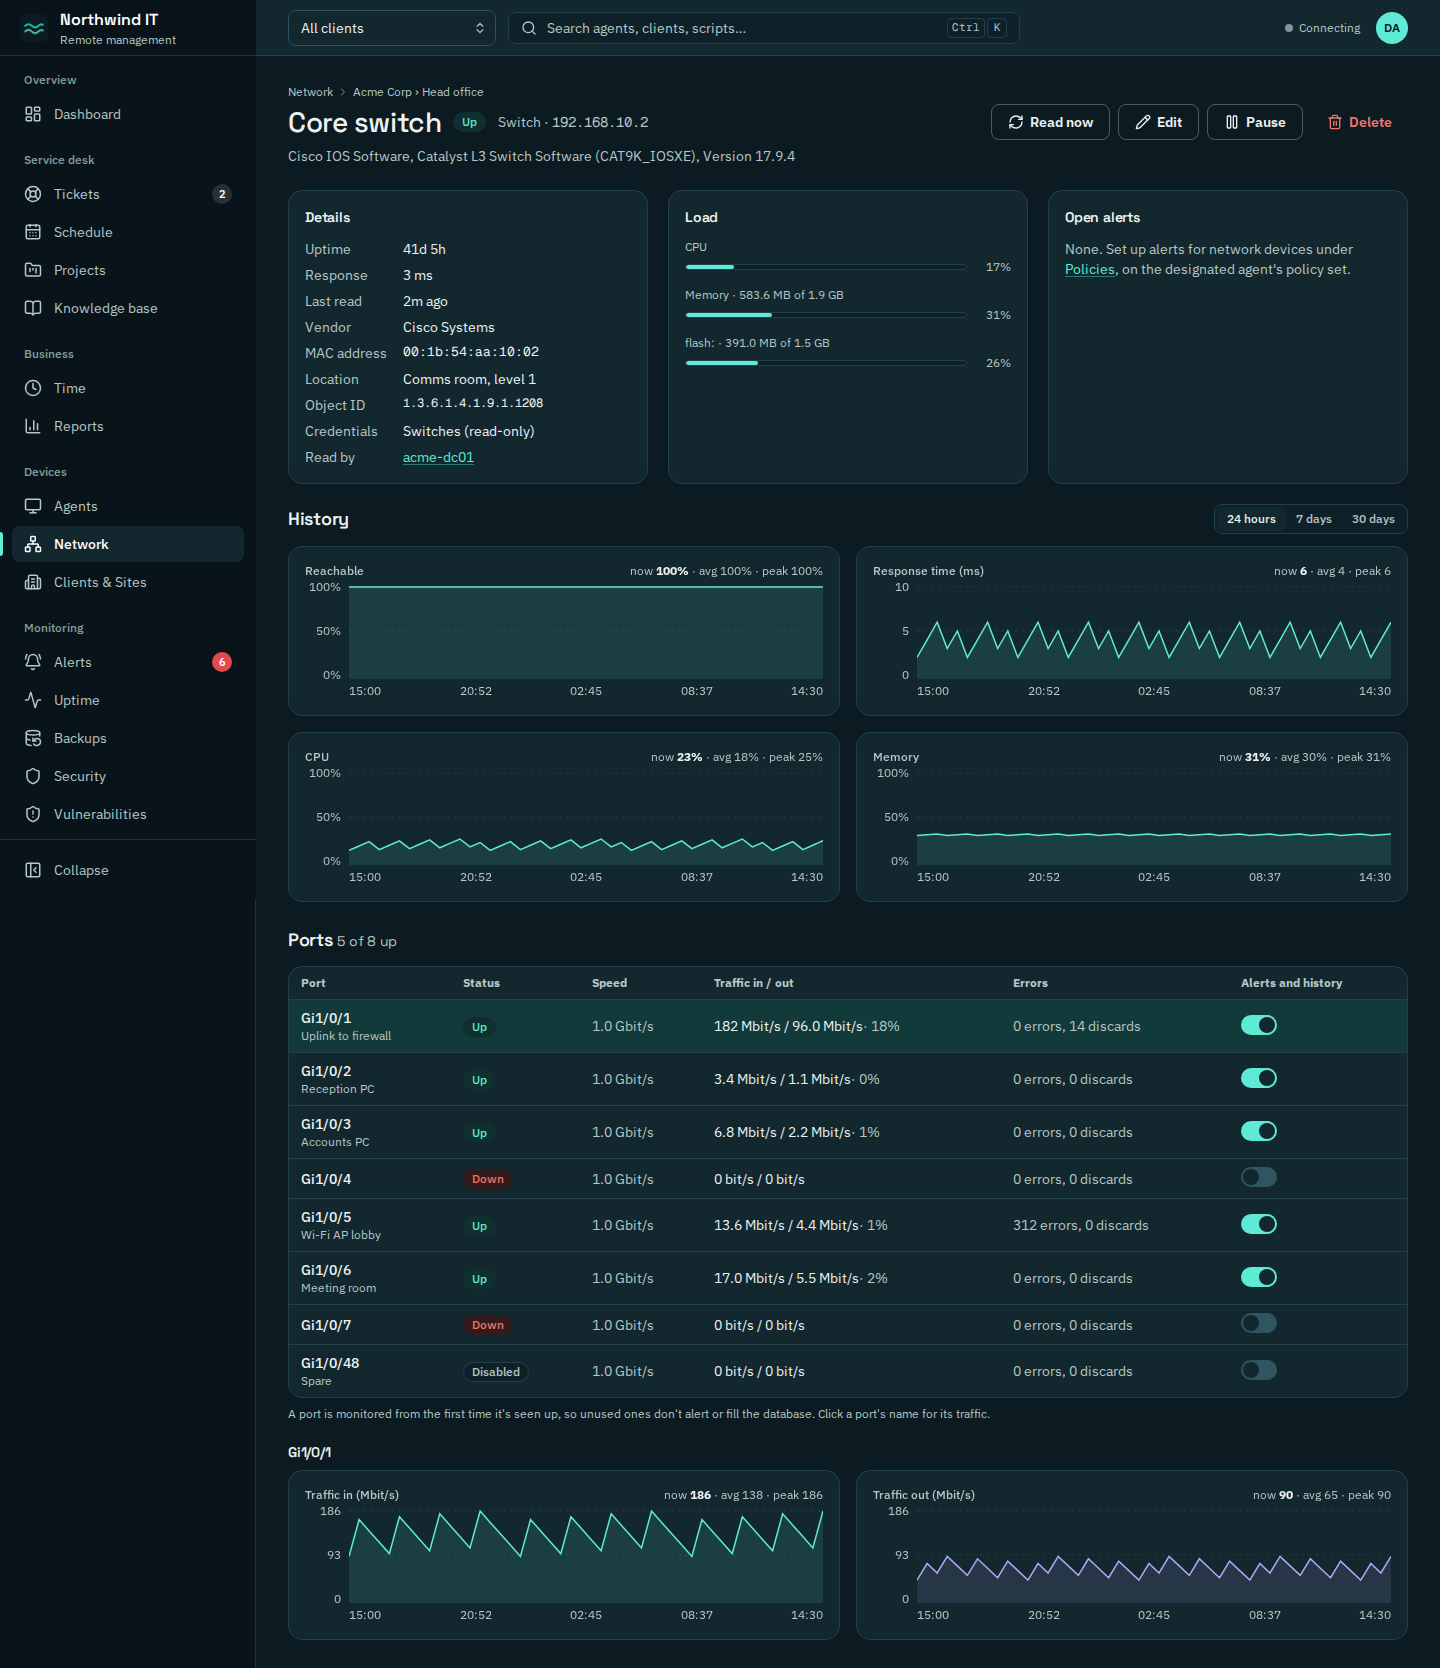 Northwind IT
Remote management
All clients
Search agents, clients, scripts...
Ctrl K
Connecting
DA
Overview
Dashboard
Service desk
Tickets 2
Schedule
Projects
Knowledge base
Business
Time
Reports
Devices
Agents
Network
Clients & Sites
Monitoring
Alerts 6
Uptime
Backups
Security
Vulnerabilities
Collapse
Network > Acme Corp › Head office
Core switch Up Switch · 192.168.10.2
Read now Edit Pause Delete
Cisco IOS Software, Catalyst L3 Switch Software (CAT9K_IOSXE), Version 17.9.4
Details
Uptime 41d 5h
Response 3 ms
Last read 2m ago
Vendor Cisco Systems
MAC address 00:1b:54:aa:10:02
Location Comms room, level 1
Object ID 1.3.6.1.4.1.9.1.1208
Credentials Switches (read-only)
Read by acme-dc01
Load
CPU
17%
Memory · 583.6 MB of 1.9 GB
31%
flash: · 391.0 MB of 1.5 GB
26%
Open alerts
None. Set up alerts for network devices under
Policies, on the designated agent's policy set.
History
24 hours 7 days 30 days
Reachable now 100% · avg 100% · peak 100%
100%
50%
0%
15:00 20:52 02:45 08:37 14:30
Response time (ms) now 6 · avg 4 · peak 6
10
5
0
15:00 20:52 02:45 08:37 14:30
CPU now 23% · avg 18% · peak 25%
100%
50%
0%
15:00 20:52 02:45 08:37 14:30
Memory now 31% · avg 30% · peak 31%
100%
50%
0%
15:00 20:52 02:45 08:37 14:30
Ports 5 of 8 up
Port Status Speed Traffic in / out Errors Alerts and history
Gi1/0/1
Uplink to firewall
Up 1.0 Gbit/s 182 Mbit/s / 96.0 Mbit/s· 18% 0 errors, 14 discards
Gi1/0/2
Reception PC
Up 1.0 Gbit/s 3.4 Mbit/s / 1.1 Mbit/s· 0% 0 errors, 0 discards
Gi1/0/3
Accounts PC
Up 1.0 Gbit/s 6.8 Mbit/s / 2.2 Mbit/s· 1% 0 errors, 0 discards
Gi1/0/4 Down 1.0 Gbit/s 0 bit/s / 0 bit/s 0 errors, 0 discards
Gi1/0/5
Wi-Fi AP lobby
Up 1.0 Gbit/s 13.6 Mbit/s / 4.4 Mbit/s· 1% 312 errors, 0 discards
Gi1/0/6
Meeting room
Up 1.0 Gbit/s 17.0 Mbit/s / 5.5 Mbit/s· 2% 0 errors, 0 discards
Gi1/0/7 Down 1.0 Gbit/s 0 bit/s / 0 bit/s 0 errors, 0 discards
Gi1/0/48
Spare
Disabled 1.0 Gbit/s 0 bit/s / 0 bit/s 0 errors, 0 discards
A port is monitored from the first time it's seen up, so unused ones don't alert or fill the database. Click a port's name for its traffic.
Gi1/0/1
Traffic in (Mbit/s) now 186 · avg 138 · peak 186
186
93
0
15:00 20:52 02:45 08:37 14:30
Traffic out (Mbit/s) now 90 · avg 65 · peak 90
186
93
0
15:00 20:52 02:45 08:37 14:30